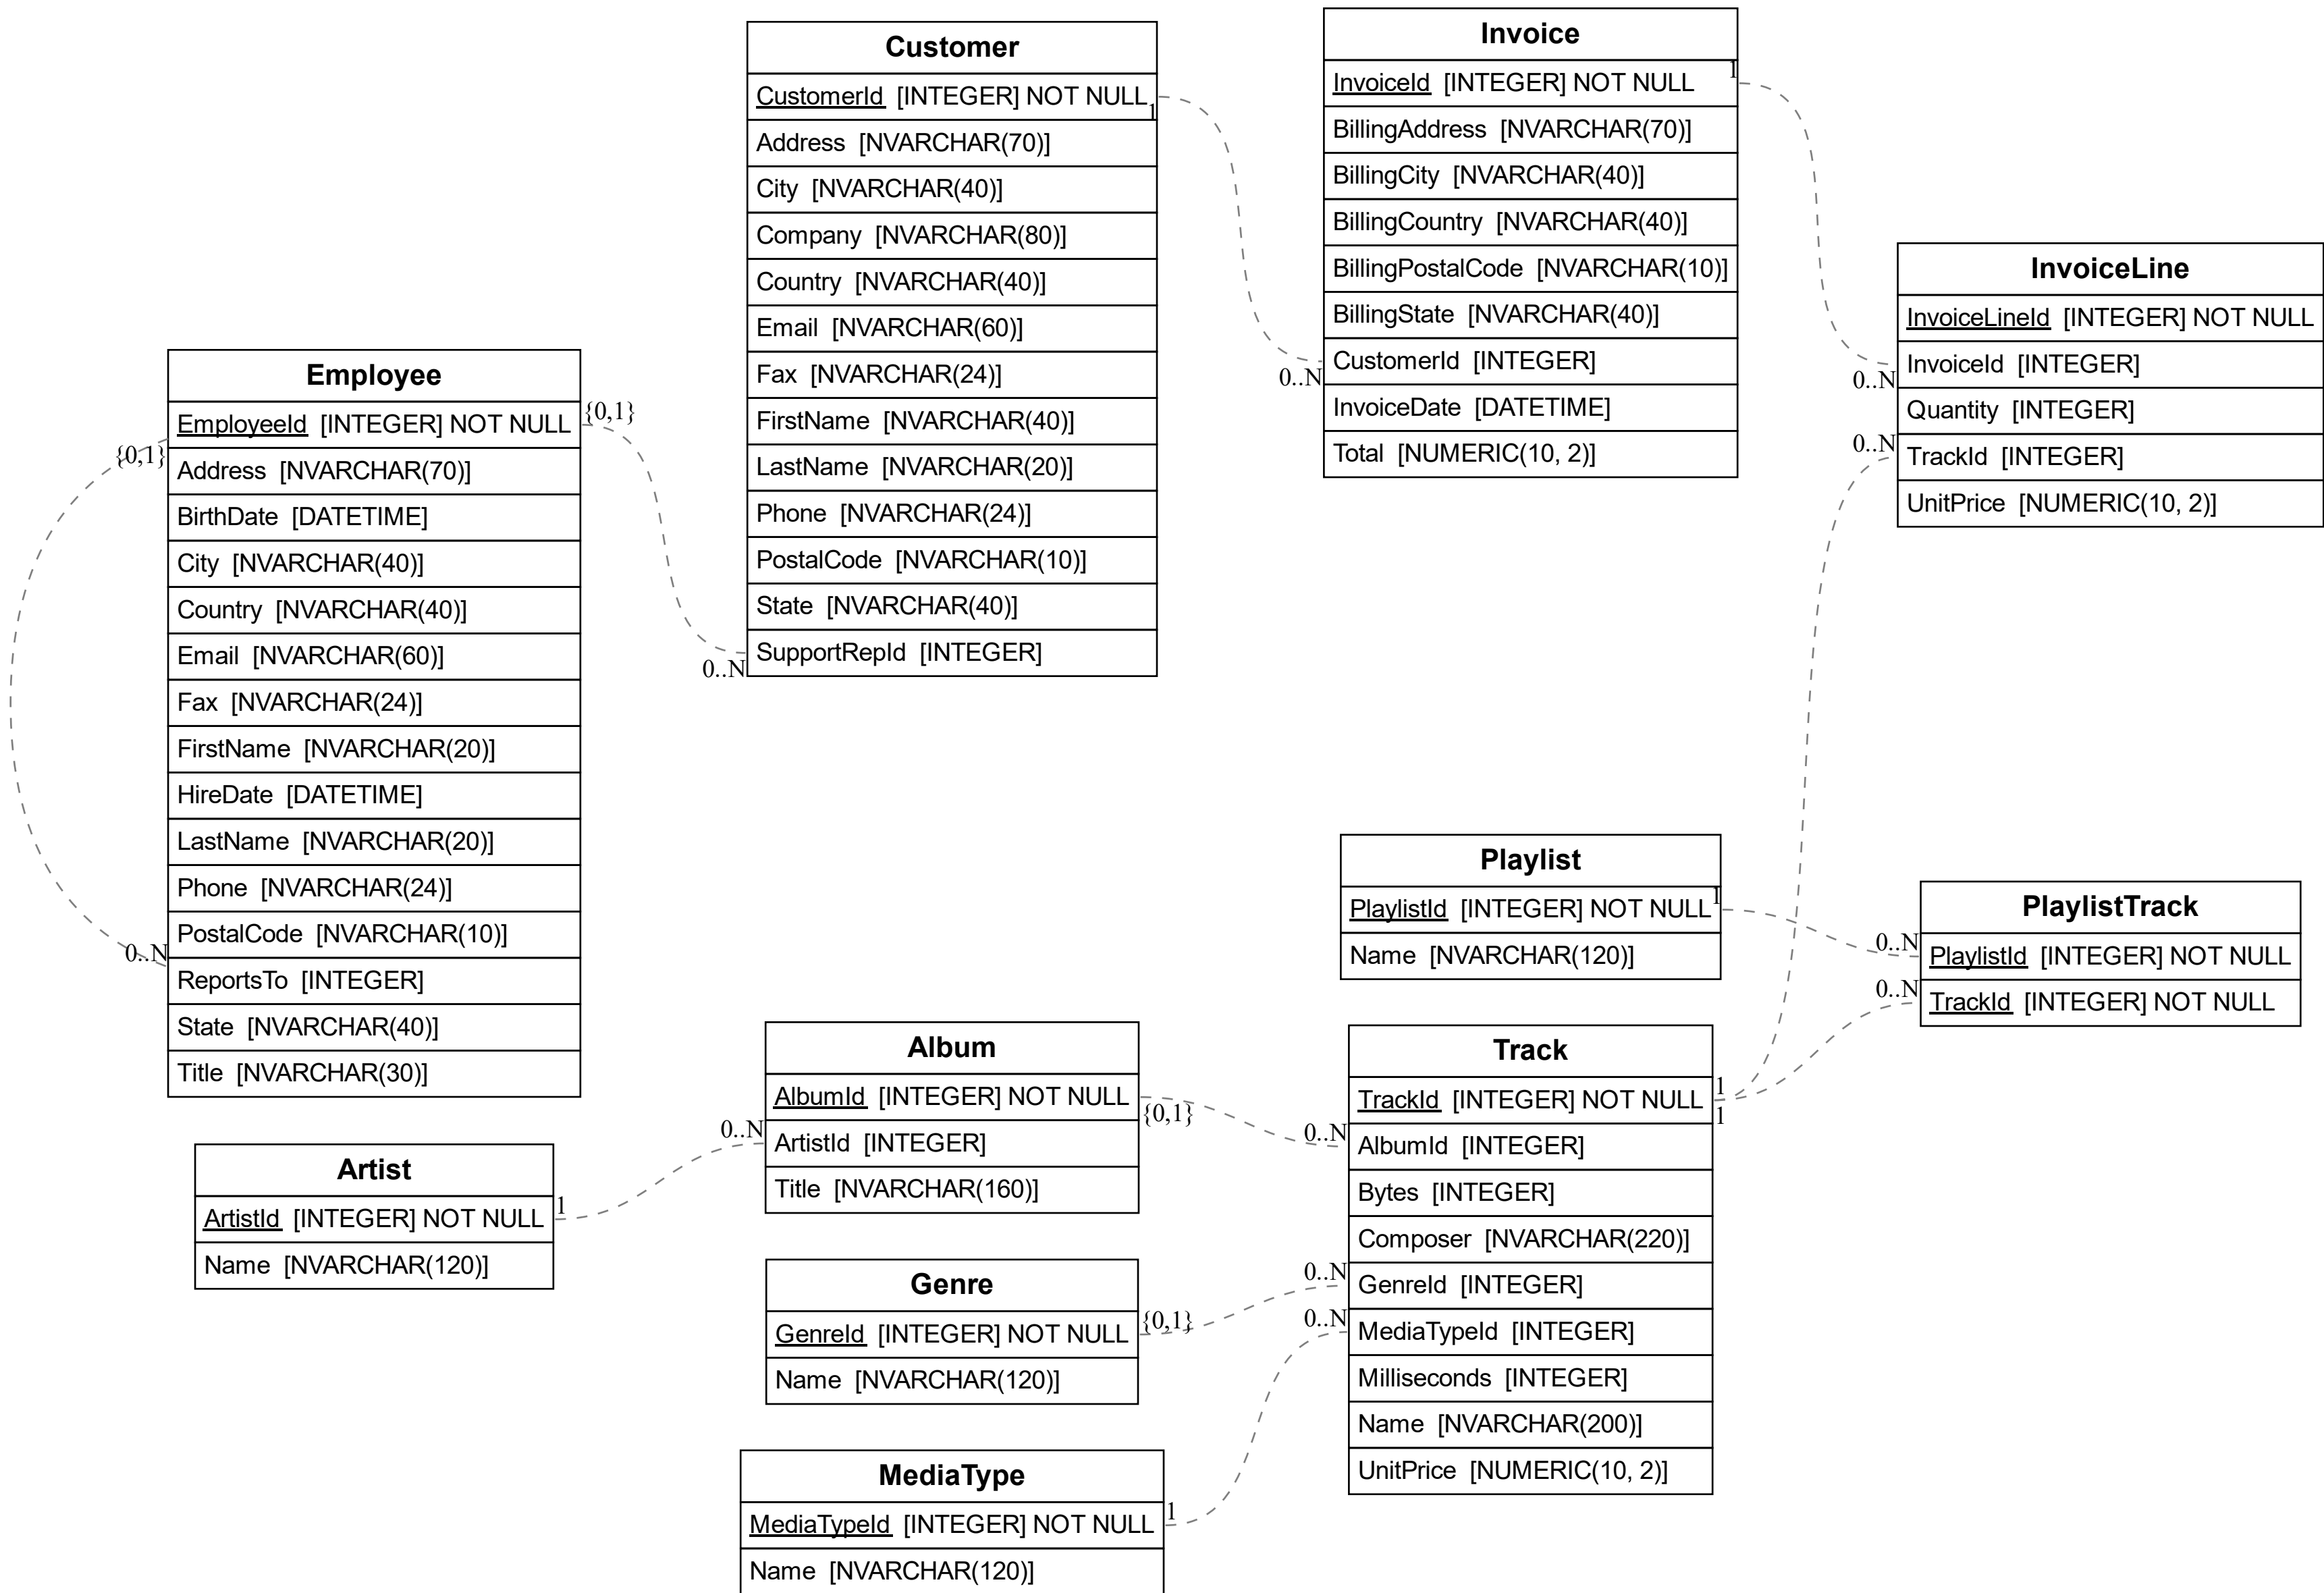 Customer
CustomerId [INTEGER] NOT NULL
1
Address [NVARCHAR(70)]
City [NVARCHAR(40)]
Company [NVARCHAR(80)]
Country [NVARCHAR(40)]
Email [NVARCHAR(60)]
Fax [NVARCHAR(24)]
FirstName [NVARCHAR(40)]
LastName [NVARCHAR(20)]
Phone [NVARCHAR(24)]
PostalCode [NVARCHAR(10)]
State [NVARCHAR(40)]
SupportRepId [INTEGER]
0..N
Invoice
InvoiceId [INTEGER] NOT NULL
1
BillingAddress [NVARCHAR(70)]
BillingCity [NVARCHAR(40)]
BillingCountry [NVARCHAR(40)]
BillingPostalCode [NVARCHAR(10)]
BillingState [NVARCHAR(40)]
CustomerId [INTEGER]
0..N
InvoiceDate [DATETIME]
Total [NUMERIC(10, 2)]
InvoiceLine
InvoiceLineId [INTEGER] NOT NULL
InvoiceId [INTEGER]
0..N
Quantity [INTEGER]
0..N
TrackId [INTEGER]
UnitPrice [NUMERIC(10, 2)]
Employee
EmployeeId [INTEGER] NOT NULL
{0,1}
{0,1}
Address [NVARCHAR(70)]
BirthDate [DATETIME]
City [NVARCHAR(40)]
Country [NVARCHAR(40)]
Email [NVARCHAR(60)]
Fax [NVARCHAR(24)]
FirstName [NVARCHAR(20)]
HireDate [DATETIME]
LastName [NVARCHAR(20)]
Phone [NVARCHAR(24)]
PostalCode [NVARCHAR(10)]
0..N
ReportsTo [INTEGER]
State [NVARCHAR(40)]
Title [NVARCHAR(30)]
Playlist
PlaylistId [INTEGER] NOT NULL
1
Name [NVARCHAR(120)]
PlaylistTrack
0..N
PlaylistId [INTEGER] NOT NULL
0..N
TrackId [INTEGER] NOT NULL
Artist
ArtistId [INTEGER] NOT NULL
1
Name [NVARCHAR(120)]
Album
AlbumId [INTEGER] NOT NULL
{0,1}
0..N
ArtistId [INTEGER]
Title [NVARCHAR(160)]
Genre
GenreId [INTEGER] NOT NULL
{0,1}
Name [NVARCHAR(120)]
MediaType
MediaTypeId [INTEGER] NOT NULL
1
Name [NVARCHAR(120)]
Track
TrackId [INTEGER] NOT NULL
1
1
0..N
AlbumId [INTEGER]
Bytes [INTEGER]
Composer [NVARCHAR(220)]
0..N
GenreId [INTEGER]
0..N
MediaTypeId [INTEGER]
Milliseconds [INTEGER]
Name [NVARCHAR(200)]
UnitPrice [NUMERIC(10, 2)]